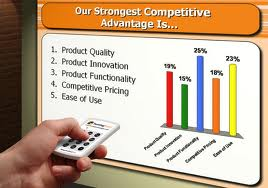 Our Strongest Competitive
Advantage Is...
1. Product Quality
2. Product Innovation
3. Product Functionality
4. Competitive Pricing
5. Ease of Use
19%
15%
25%
18%
23%
Product Quality
Product Innovation
Product Functionality
Competitive Pricing
Ease of Use